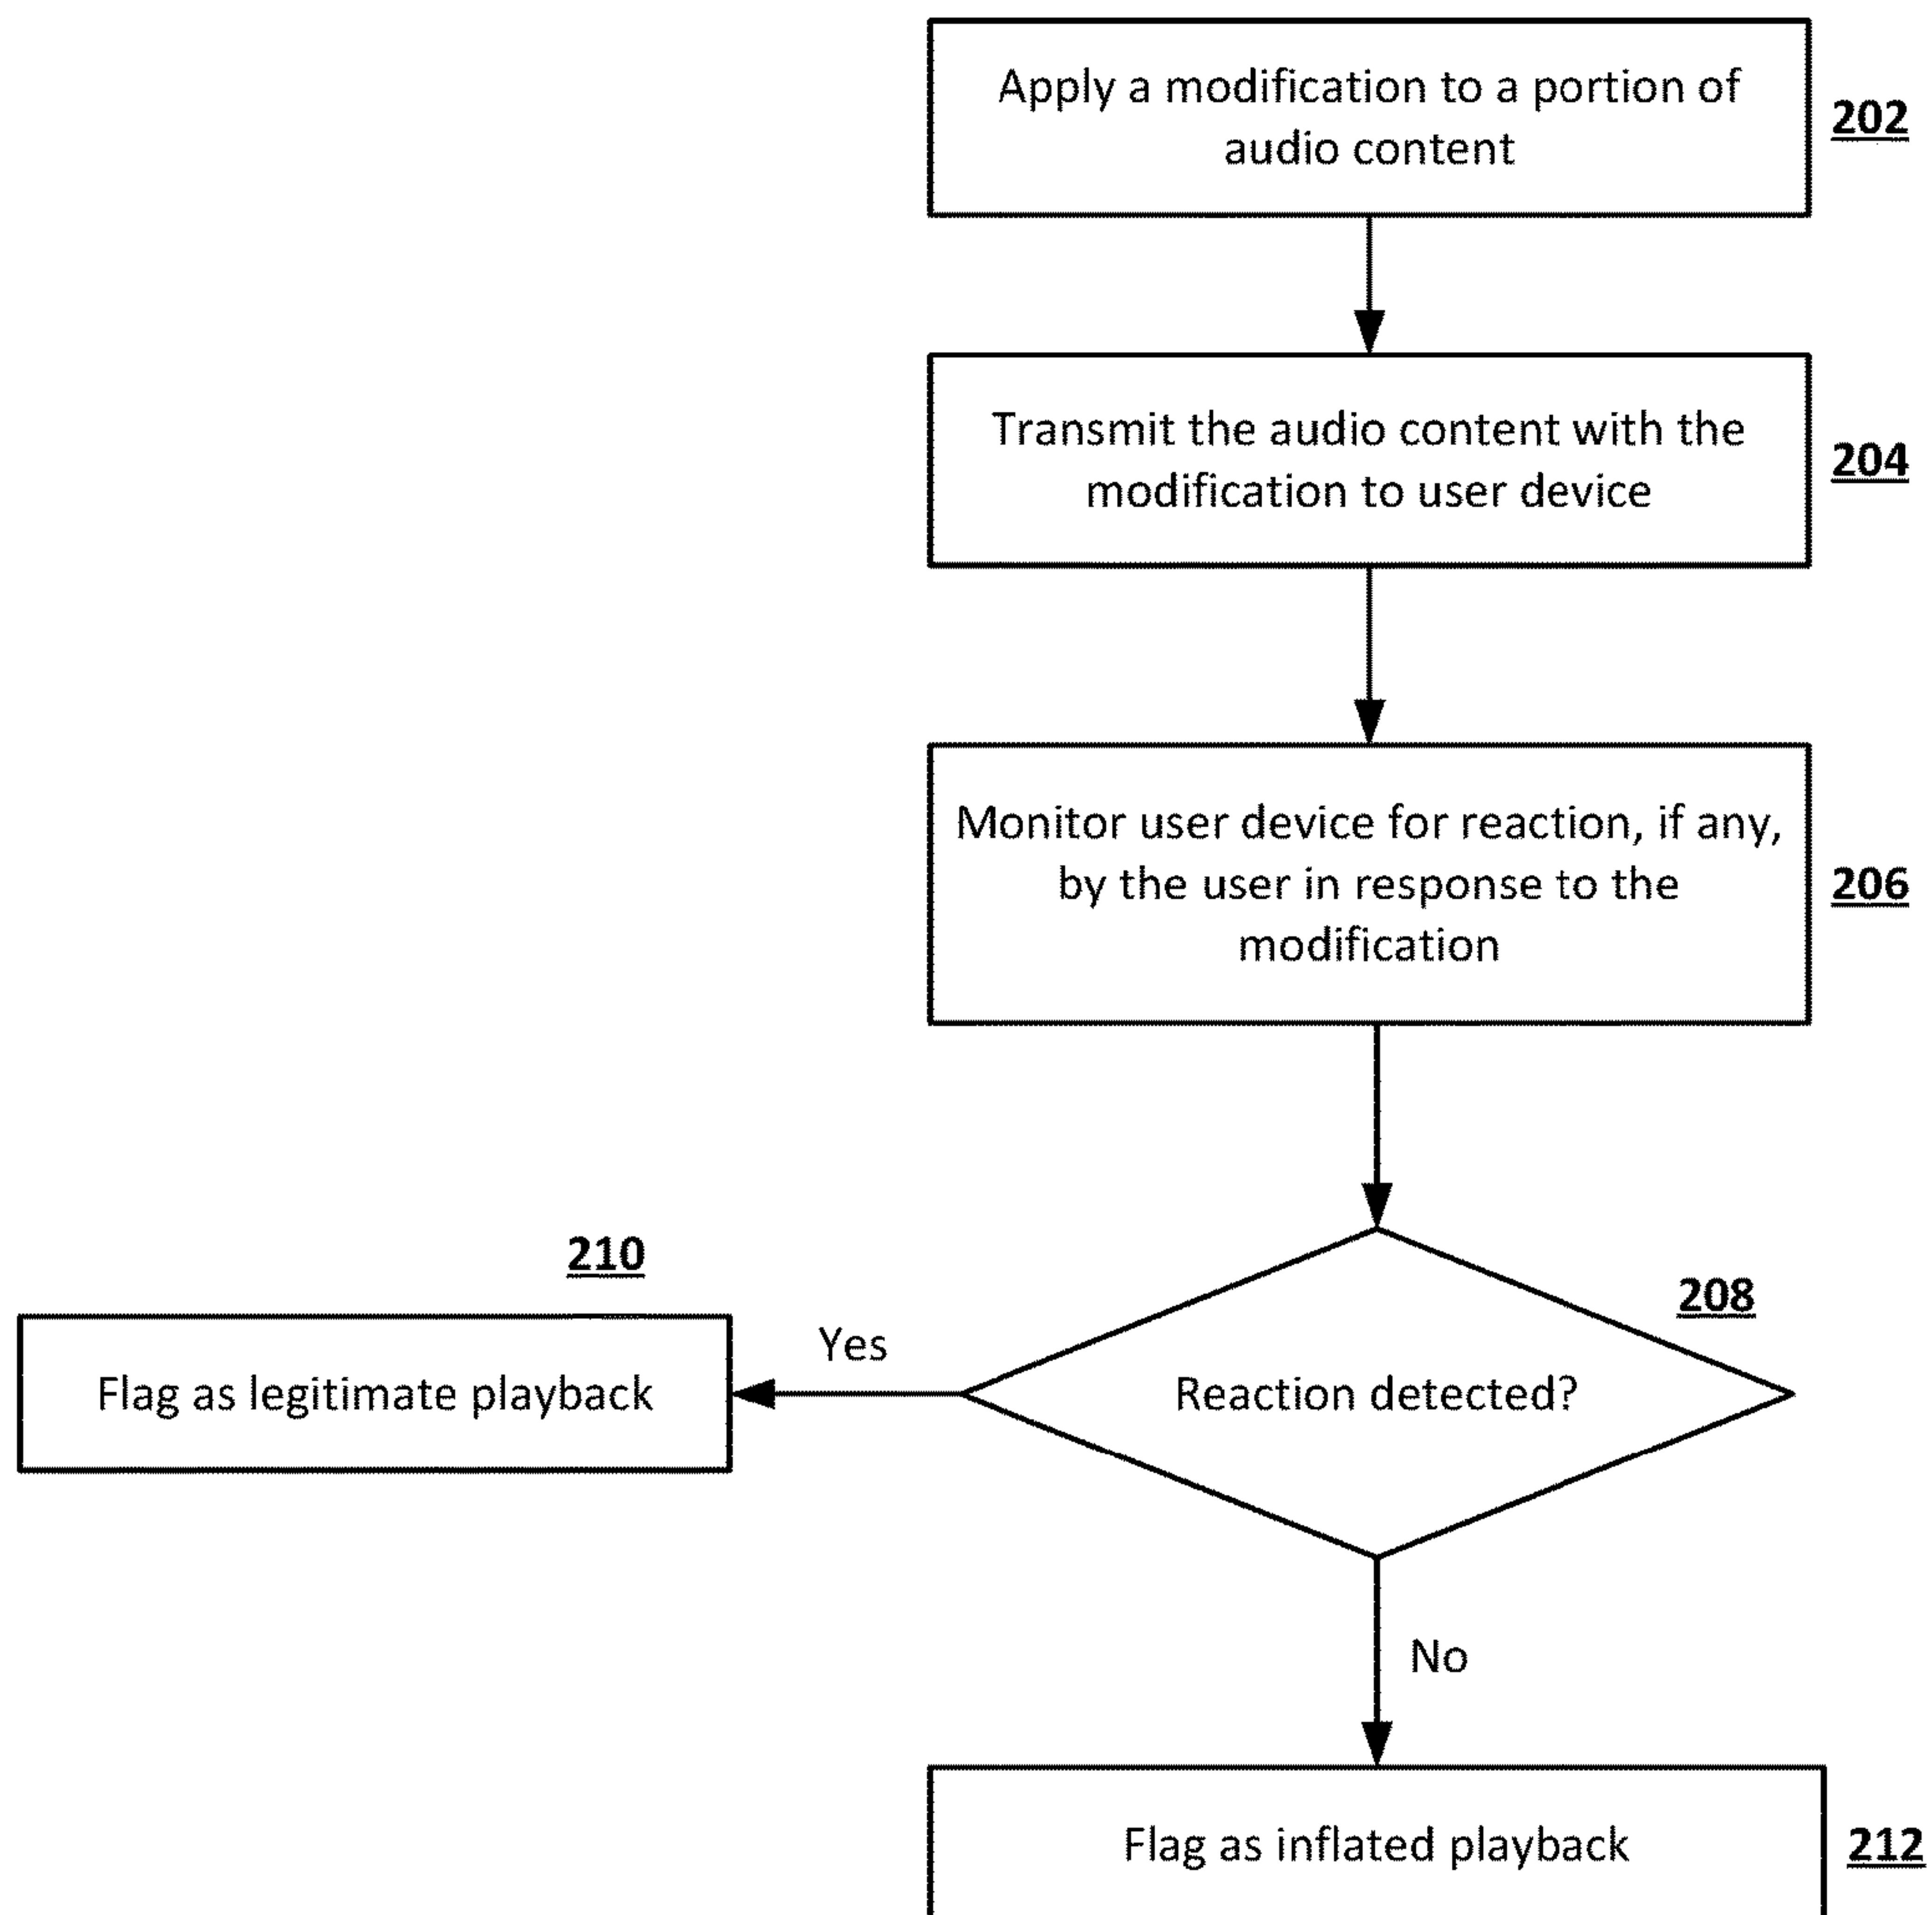 Apply a modification to a portion of
audio content
202
Transmit the audio content with the
modification to user device
204
Monitor user device for reaction, if any,
by the user in response to the
modification
206
210
208
Flag as legitimate playback
Yes
Reaction detected?
No
Flag as inflated playback
212